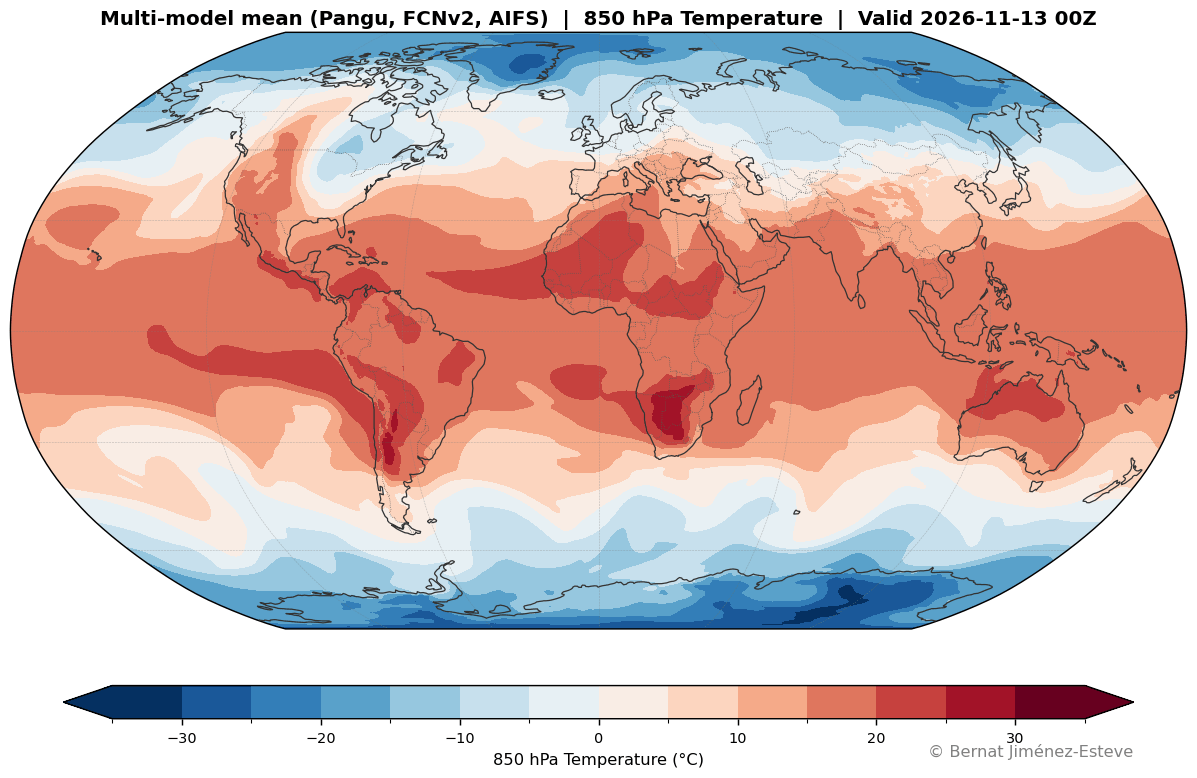 Multi-model mean (Pangu, FCNv2, AIFS)  |  850 hPa Temperature  |  Valid 2026-11-13 00Z
−30 −20 −10 0 10 20 30
850 hPa Temperature (°C)
© Bernat Jiménez-Esteve